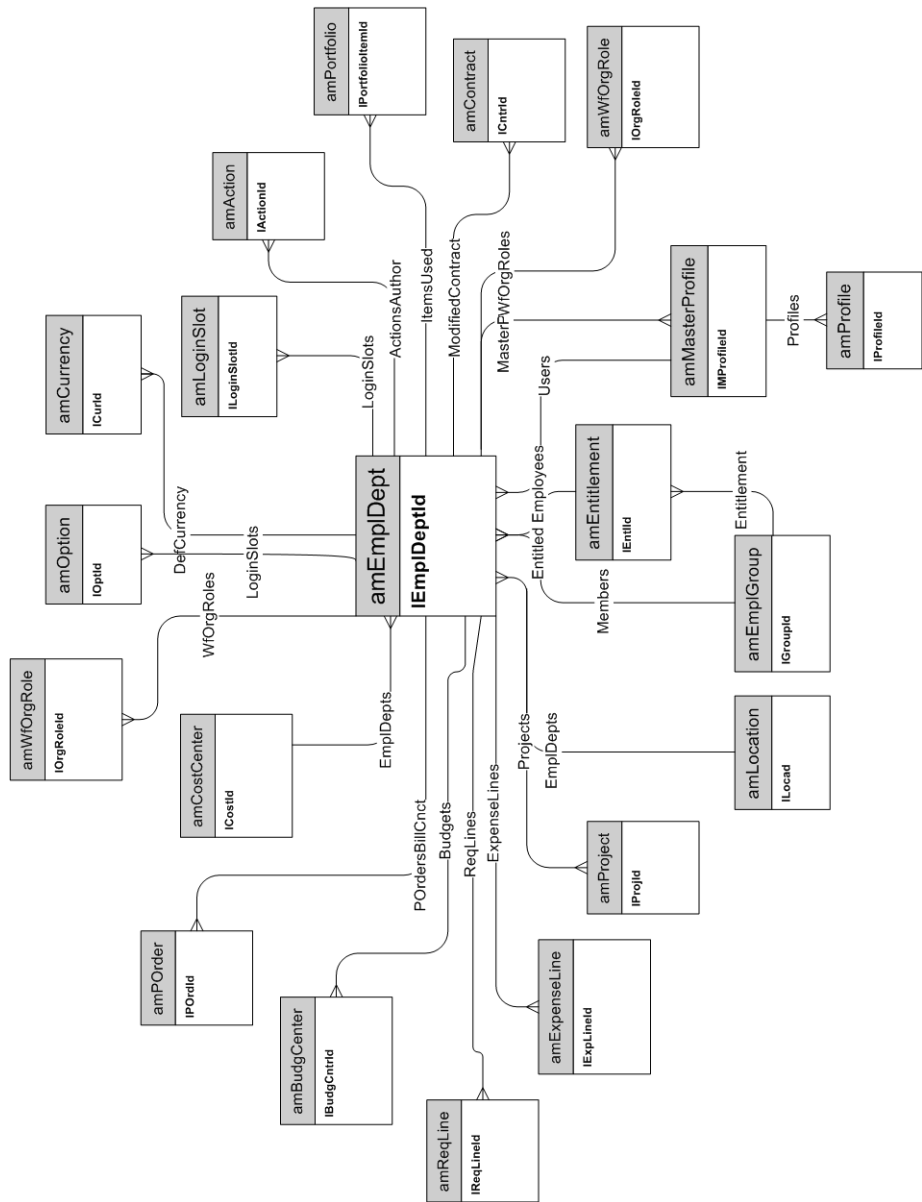 amWfOrgRole
lOrgRoleId
amOption
lOptId
amCurrency
lCurId
amPOrder
lPOrdId
amCostCenter
lCostId
WfOrgRoles
DefCurrency
amLoginSlot
lLoginSlotId
amAction
lActionId
LoginSlots
amBudgCenter
lBudgCntrId
amPortfolio
lPortfolioItemId
EmplDepts
amEmplDept
lEmplDeptId
LoginSlots
ActionsAuthor
POrdersBillCnct
Budgets
ItemsUsed
amReqLine
lReqLineId
ReqLines
ModifiedContract
amContract
lCntrId
ExpenseLines
MasterPWfOrgRoles
Projects
EmplDepts
Entitled Employees
Users
amExpenseLine
lExpLineId
amProject
lProjId
Members
amEntitlement
lEntlId
amWfOrgRole
lOrgRoleId
amMasterProfile
lMProfileId
amLocation
lLocad
amEmplGroup
lGroupId
Entitlement
Profiles
amProfile
lProfileId